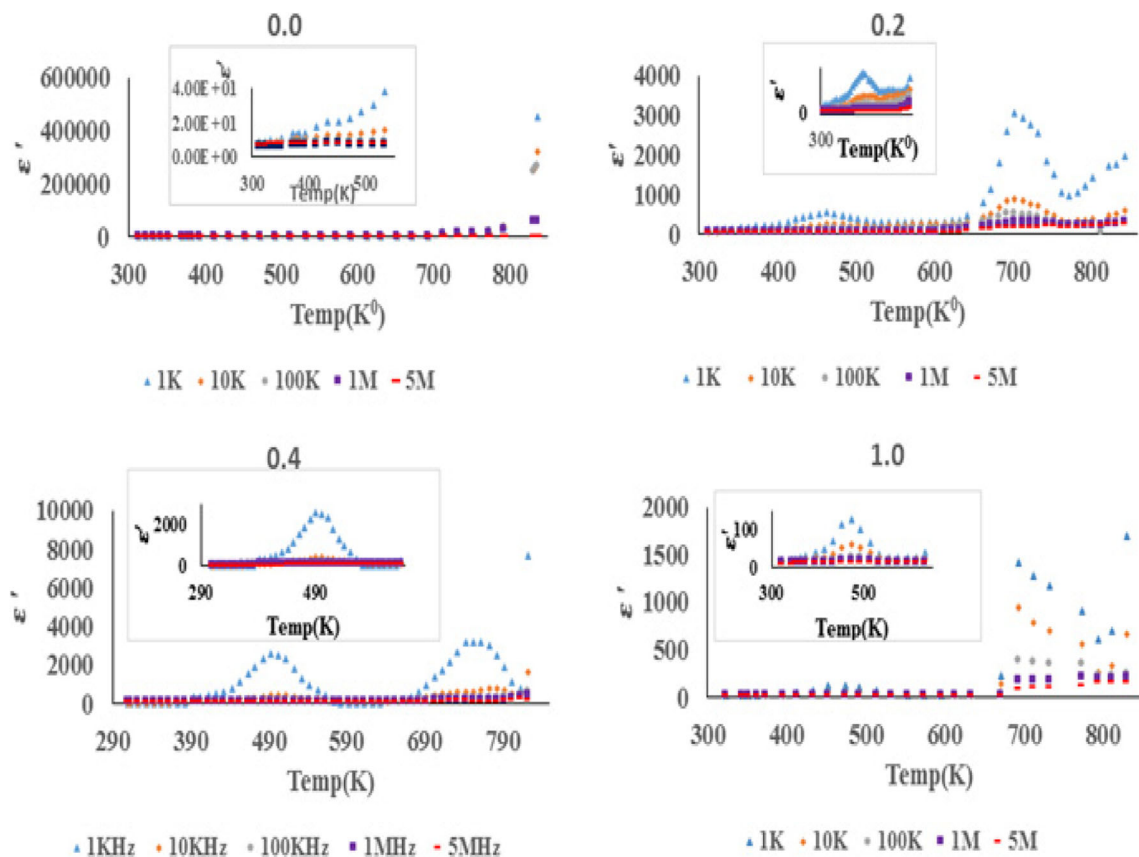 0.0
ε'
4.00E + 01
2.00E + 01
0.00E + 00
300 400 500
Temp(K)
600000
400000
200000
0
ε'
300 400 500 600 700 800
Temp(K⁰)
▲ 1K ♦ 10K ● 100K ■ 1M – 5M
0.2
ε'
0
300
Temp(K⁰)
4000
3000
2000
1000
0
ε'
300 400 500 600 700 800
Temp(K⁰)
▲ 1K ♦ 10K ● 100K ■ 1M – 5M
0.4
ε'
2000
0
290 490
Temp(K)
10000
8000
6000
4000
2000
0
ε'
290 390 490 590 690 790
Temp(K)
▲ 1KHz ♦ 10KHz ● 100KHz ■ 1MHz – 5MHz
1.0
ε'
100
0
300 500
Temp(K)
2000
1500
1000
500
0
ε'
300 400 500 600 700 800
Temp(K)
▲ 1K ♦ 10K ● 100K ■ 1M – 5M